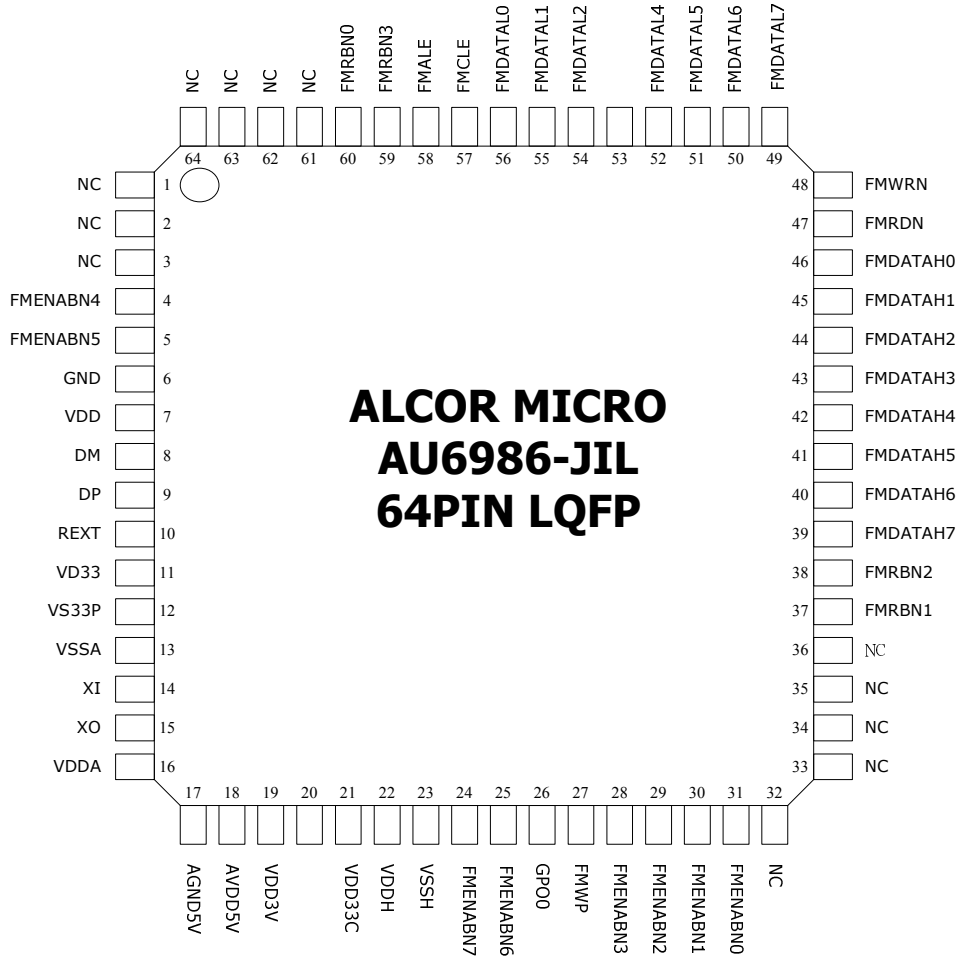 NC
NC
NC
NC
FMRBN0
FMRBN3
FMALE
FMCLE
FMDATAL0
FMDATAL1
FMDATAL2
FMDATAL4
FMDATAL5
FMDATAL6
FMDATAL7
64 63 62 61 60 59 58 57 56 55 54 53 52 51 50 49
NC 1 48 FMWRN
NC 2 47 FMRDN
NC 3 46 FMDATAH0
FMENABN4 4 45 FMDATAH1
FMENABN5 5 44 FMDATAH2
GND 6 43 FMDATAH3
VDD 7 42 FMDATAH4
DM 8 41 FMDATAH5
DP 9 40 FMDATAH6
REXT 10 39 FMDATAH7
VD33 11 38 FMRBN2
VS33P 12 37 FMRBN1
VSSA 13 36 NC
XI 14 35 NC
XO 15 34 NC
VDDA 16 33 NC
ALCOR MICRO
AU6986-JIL
64PIN LQFP
17 18 19 20 21 22 23 24 25 26 27 28 29 30 31 32
AGND5V
AVDD5V
VDD3V
VDD33C
VDDH
VSSH
FMENABN7
FMENABN6
GPO0
FMWP
FMENABN3
FMENABN2
FMENABN1
FMENABN0
NC